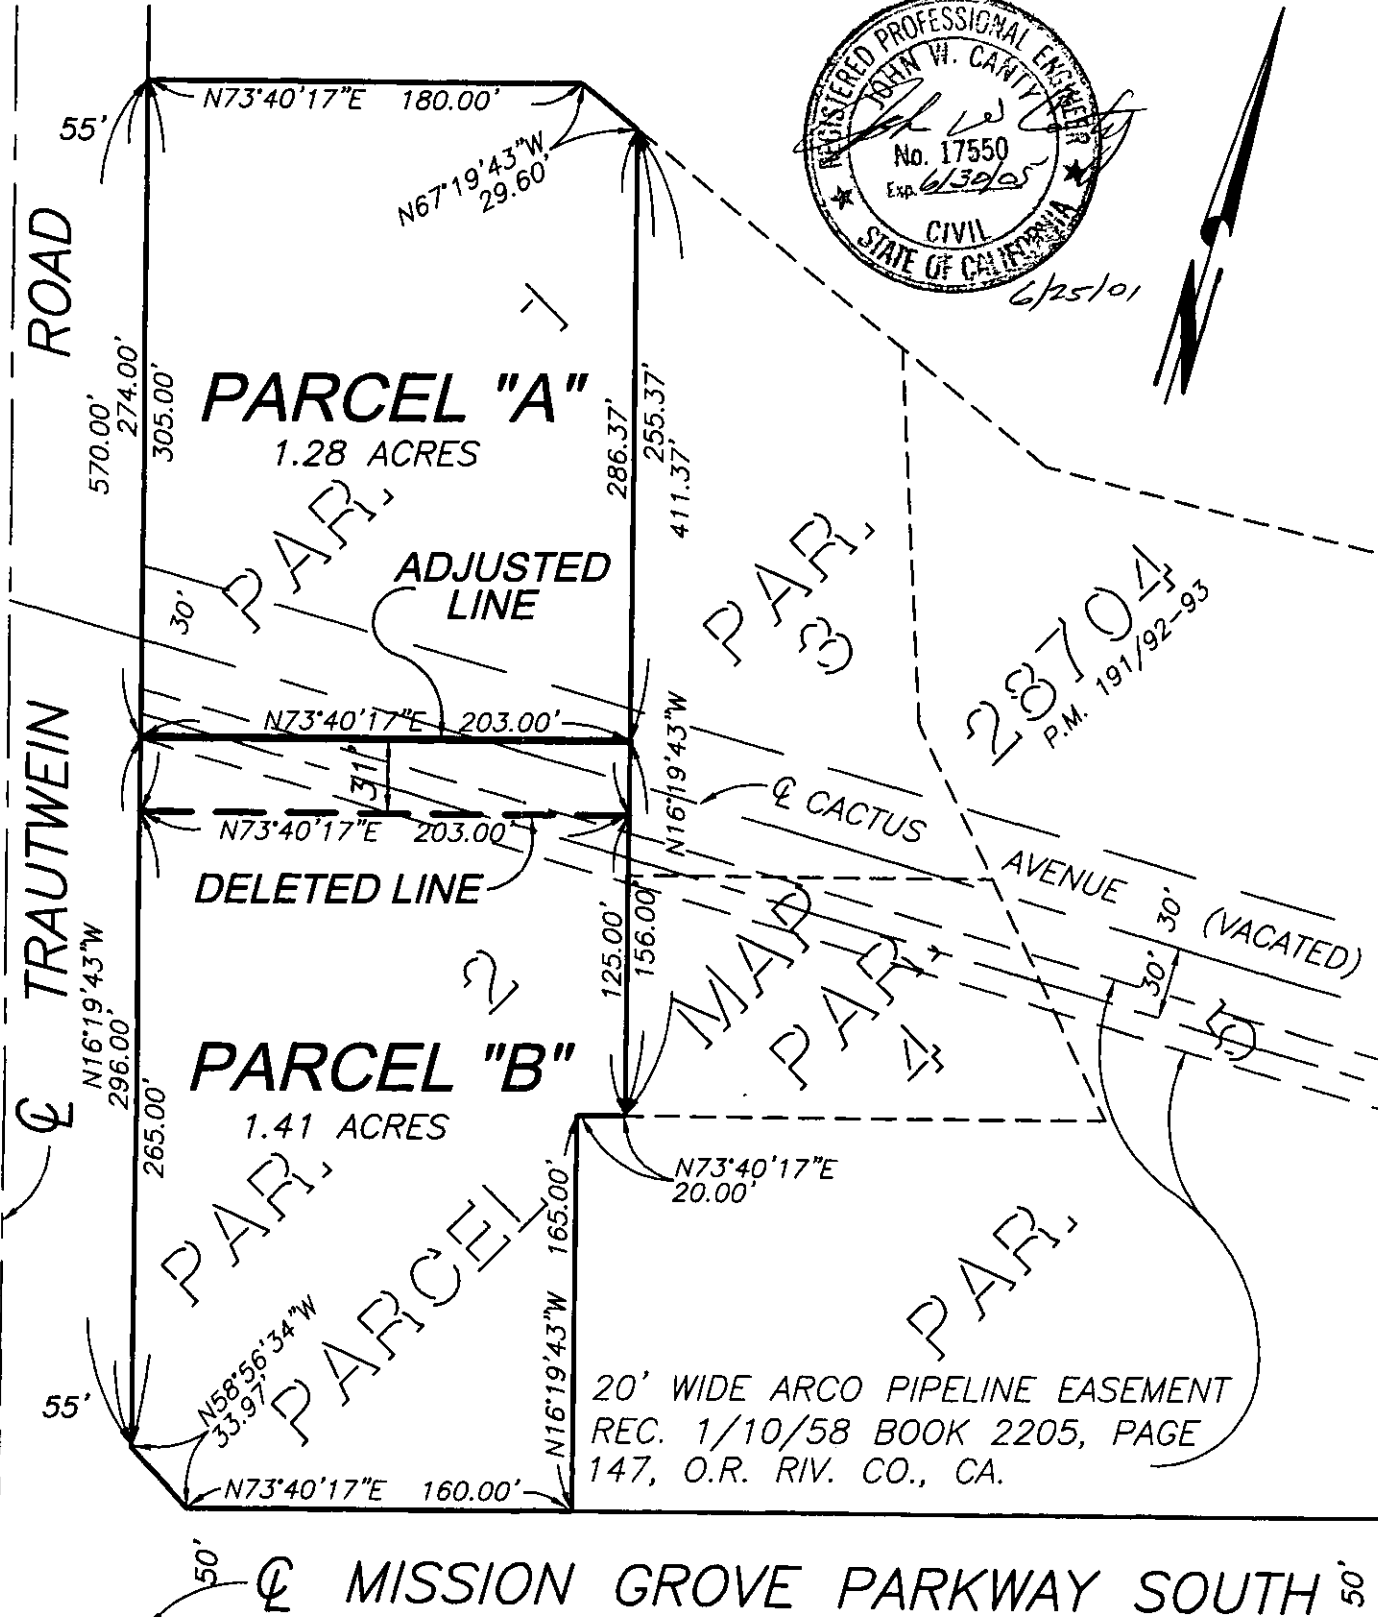 REGISTERED PROFESSIONAL ENGINEER
JOHN W. CANTY
No. 17550
Exp. 6/30/05
CIVIL
STATE OF CALIFORNIA
6/25/01
N
N73°40'17"E 180.00'
55'
N67°19'43"W
29.60'
ROAD
1
570.00'
274.00'
305.00'
PARCEL "A"
1.28 ACRES
286.37'
255.37'
411.37'
PAR.
ADJUSTED
LINE
30'
PAR.
3
28704
P.M. 191/92-93
N73°40'17"E 203.00'
31'
N16°19'43"W
℄ CACTUS AVENUE (VACATED)
N73°40'17"E 203.00'
DELETED LINE
℄ TRAUTWEIN
N16°19'43"W
296.00'
265.00'
2
125.00'
156.00'
MAP
PAR.
4
30'
30'
5
PARCEL "B"
1.41 ACRES
N73°40'17"E
20.00'
PAR.
PARCEL
165.00'
N16°19'43"W
PAR.
N58°56'34"W
33.97'
55'
20' WIDE ARCO PIPELINE EASEMENT
REC. 1/10/58 BOOK 2205, PAGE
147, O.R. RIV. CO., CA.
N73°40'17"E 160.00'
50'
℄ MISSION GROVE PARKWAY SOUTH
50'